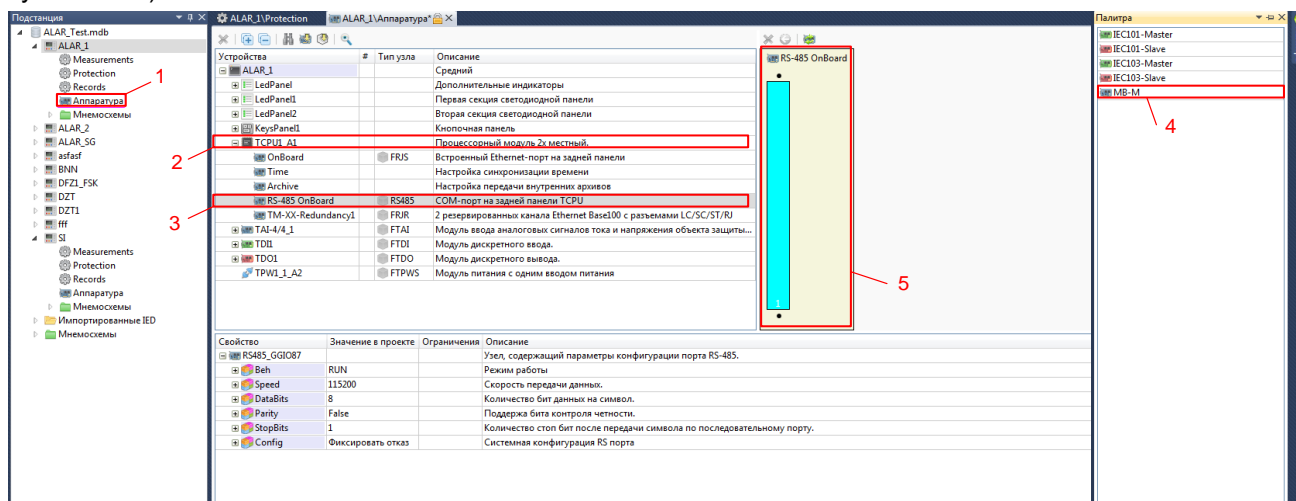 Подстанция
ALAR_Test.mdb
ALAR_1
Measurements
Protection
Records
Аппаратура
Мнемосхемы
ALAR_2
ALAR_SG
asfasf
BNN
DFZ1_FSK
DZT
DZT1
fff
SI
Measurements
Protection
Records
Аппаратура
Мнемосхемы
Импортированные IED
Мнемосхемы
1
2
3
ALAR_1\Protection
ALAR_1\Аппаратура*
Устройства # Тип узла Описание
ALAR_1 Средний
LedPanel Дополнительные индикаторы
LedPanel1 Первая секция светодиодной панели
LedPanel2 Вторая секция светодиодной панели
KeysPanel1 Кнопочная панель
TCPU1_A1 Процессорный модуль 2х местный.
OnBoard FRJS Встроенный Ethernet-порт на задней панели
Time Настройка синхронизации времени
Archive Настройка передачи внутренних архивов
RS-485 OnBoard RS485 COM-порт на задней панели TCPU
TM-XX-Redundancy1 FRJR 2 резервированных канала Ethernet Base100 с разъемами LC/SC/ST/RJ
TAI-4/4_1 FTAI Модуль ввода аналоговых сигналов тока и напряжения объекта защиты...
TDI1 FTDI Модуль дискретного ввода.
TDO1 FTDO Модуль дискретного вывода.
TPW1_1_A2 FTPWS Модуль питания с одним вводом питания
RS-485 OnBoard
1
5
Свойство Значение в проекте Ограничения Описание
RS485_GGIO87 Узел, содержащий параметры конфигурации порта RS-485.
Beh RUN Режим работы
Speed 115200 Скорость передачи данных.
DataBits 8 Количество бит данных на символ.
Parity False Поддержа бита контроля четности.
StopBits 1 Количество стоп бит после передачи символа по последовательному порту.
Config Фиксировать отказ Системная конфигурация RS порта
Палитра
IEC101-Master
IEC101-Slave
IEC103-Master
IEC103-Slave
MB-M
4